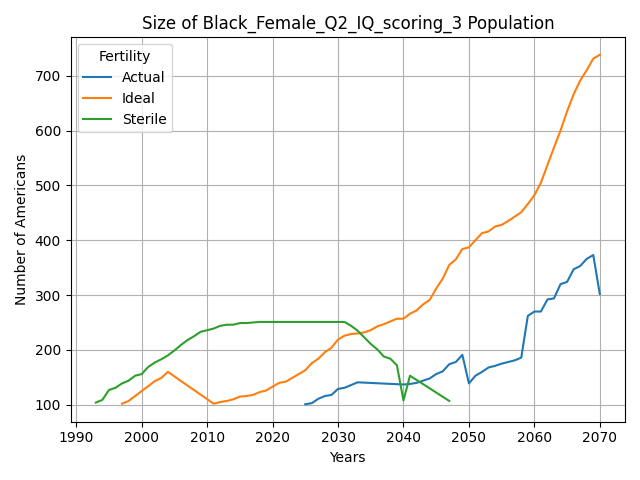 Size of Black_Female_Q2_IQ_scoring_3 Population
Fertility
Actual
Ideal
Sterile
Number of Americans
700
600
500
400
300
200
100
1990 2000 2010 2020 2030 2040 2050 2060 2070
Years